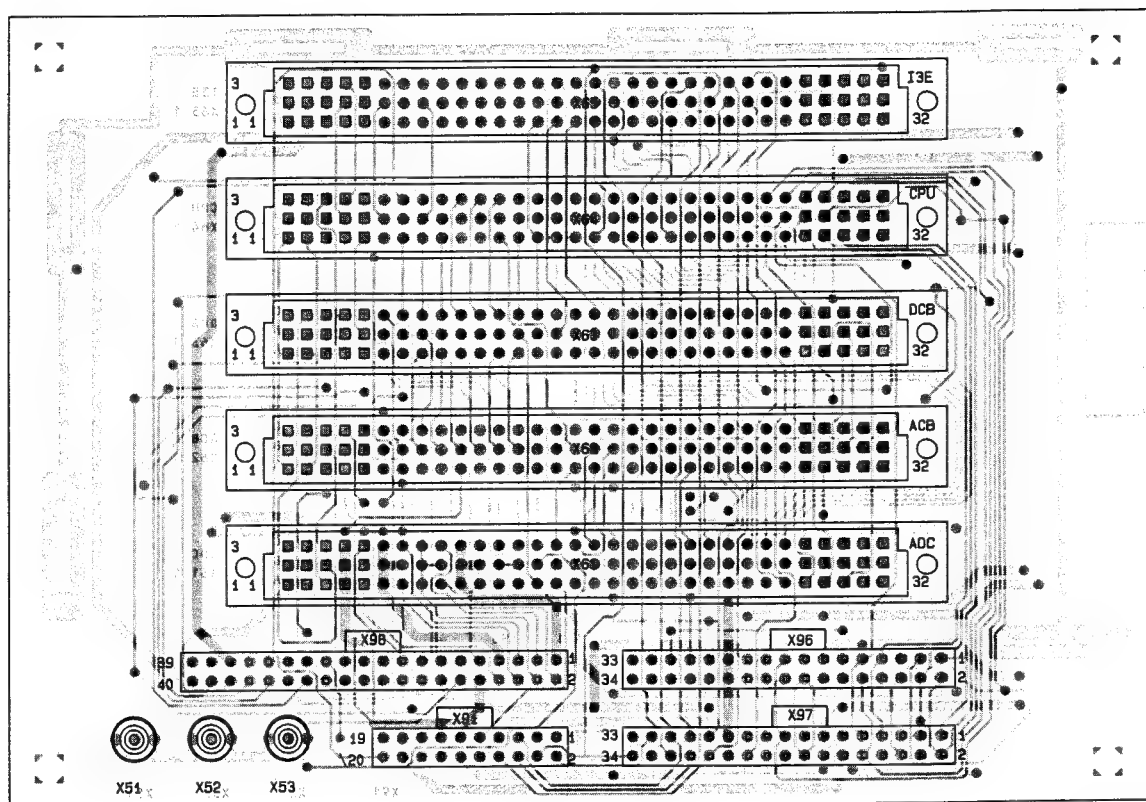 3 I3E
1 1 32
3 CPU
1 1 32
3 DCB
X63
1 1 32
3 ACB
1 1 32
3 ADC
1 1 32
X98 X96
39 1 33 1
40 2 34 2
X97
19 1 33 1
20 2 34 2
X51 X52 X53